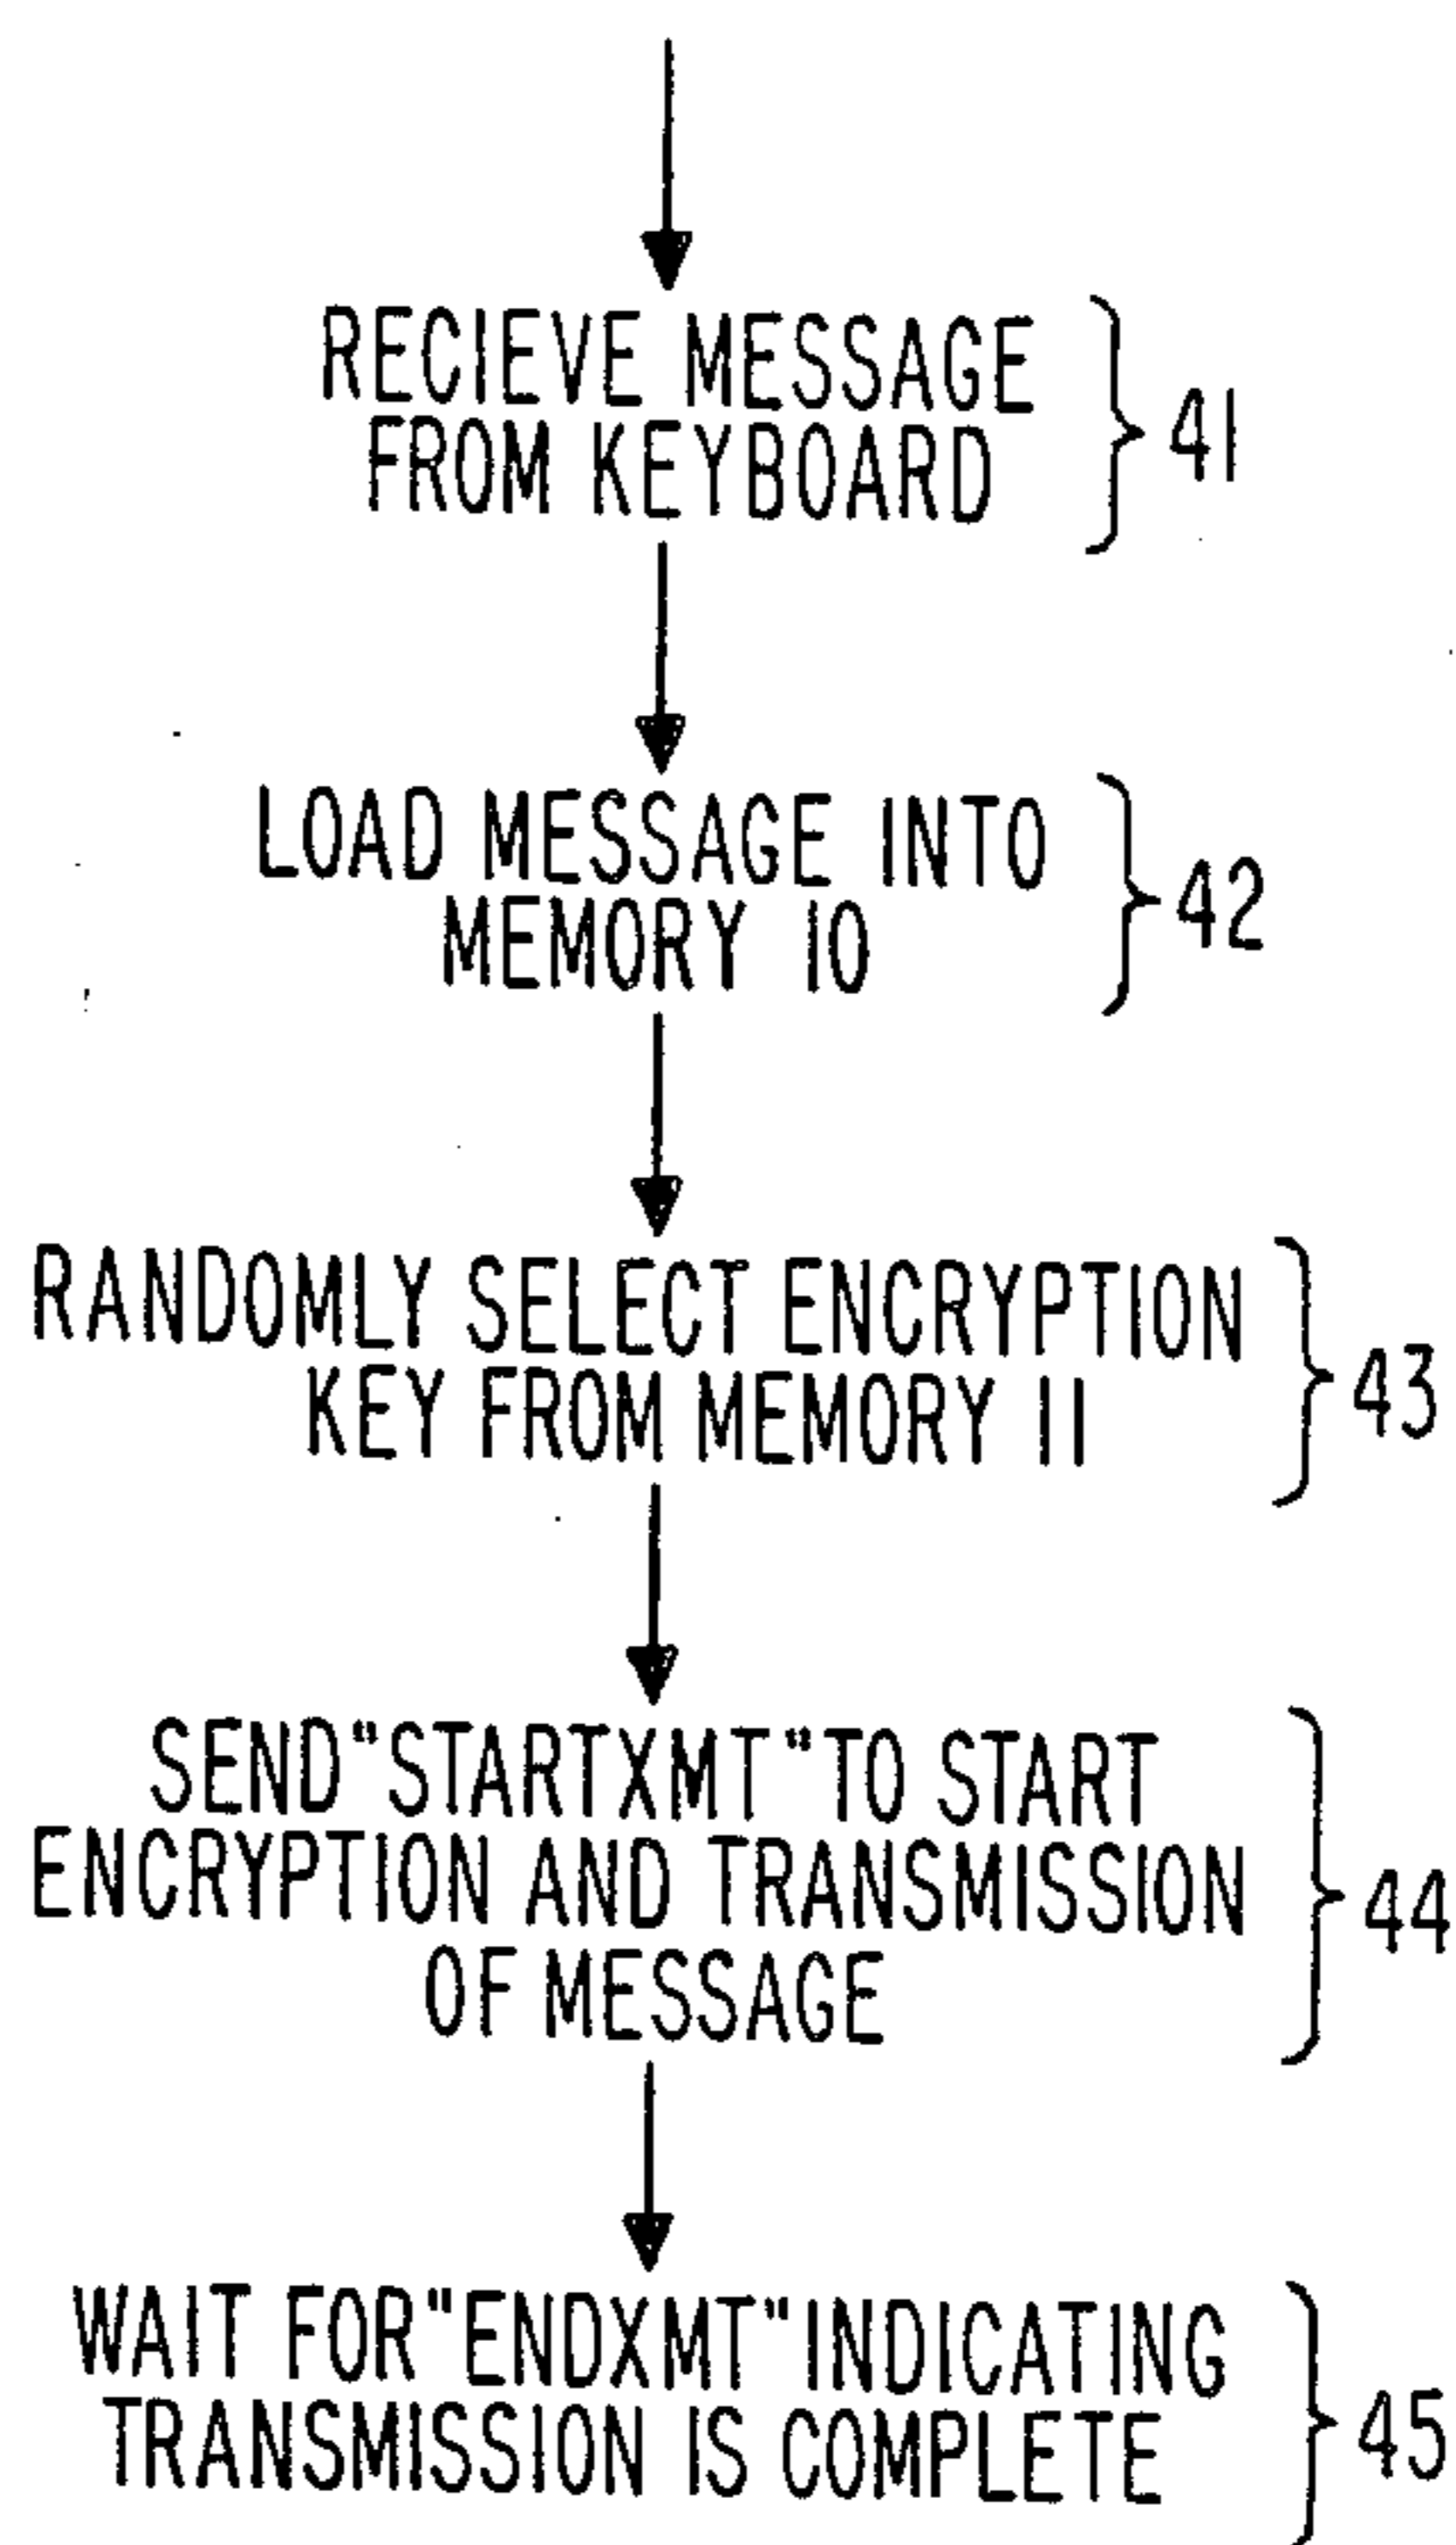 RECIEVE MESSAGE
FROM KEYBOARD
41
LOAD MESSAGE INTO
MEMORY 10
42
RANDOMLY SELECT ENCRYPTION
KEY FROM MEMORY 11
43
SEND "STARTXMT" TO START
ENCRYPTION AND TRANSMISSION
OF MESSAGE
44
WAIT FOR "ENDXMT" INDICATING
TRANSMISSION IS COMPLETE
45